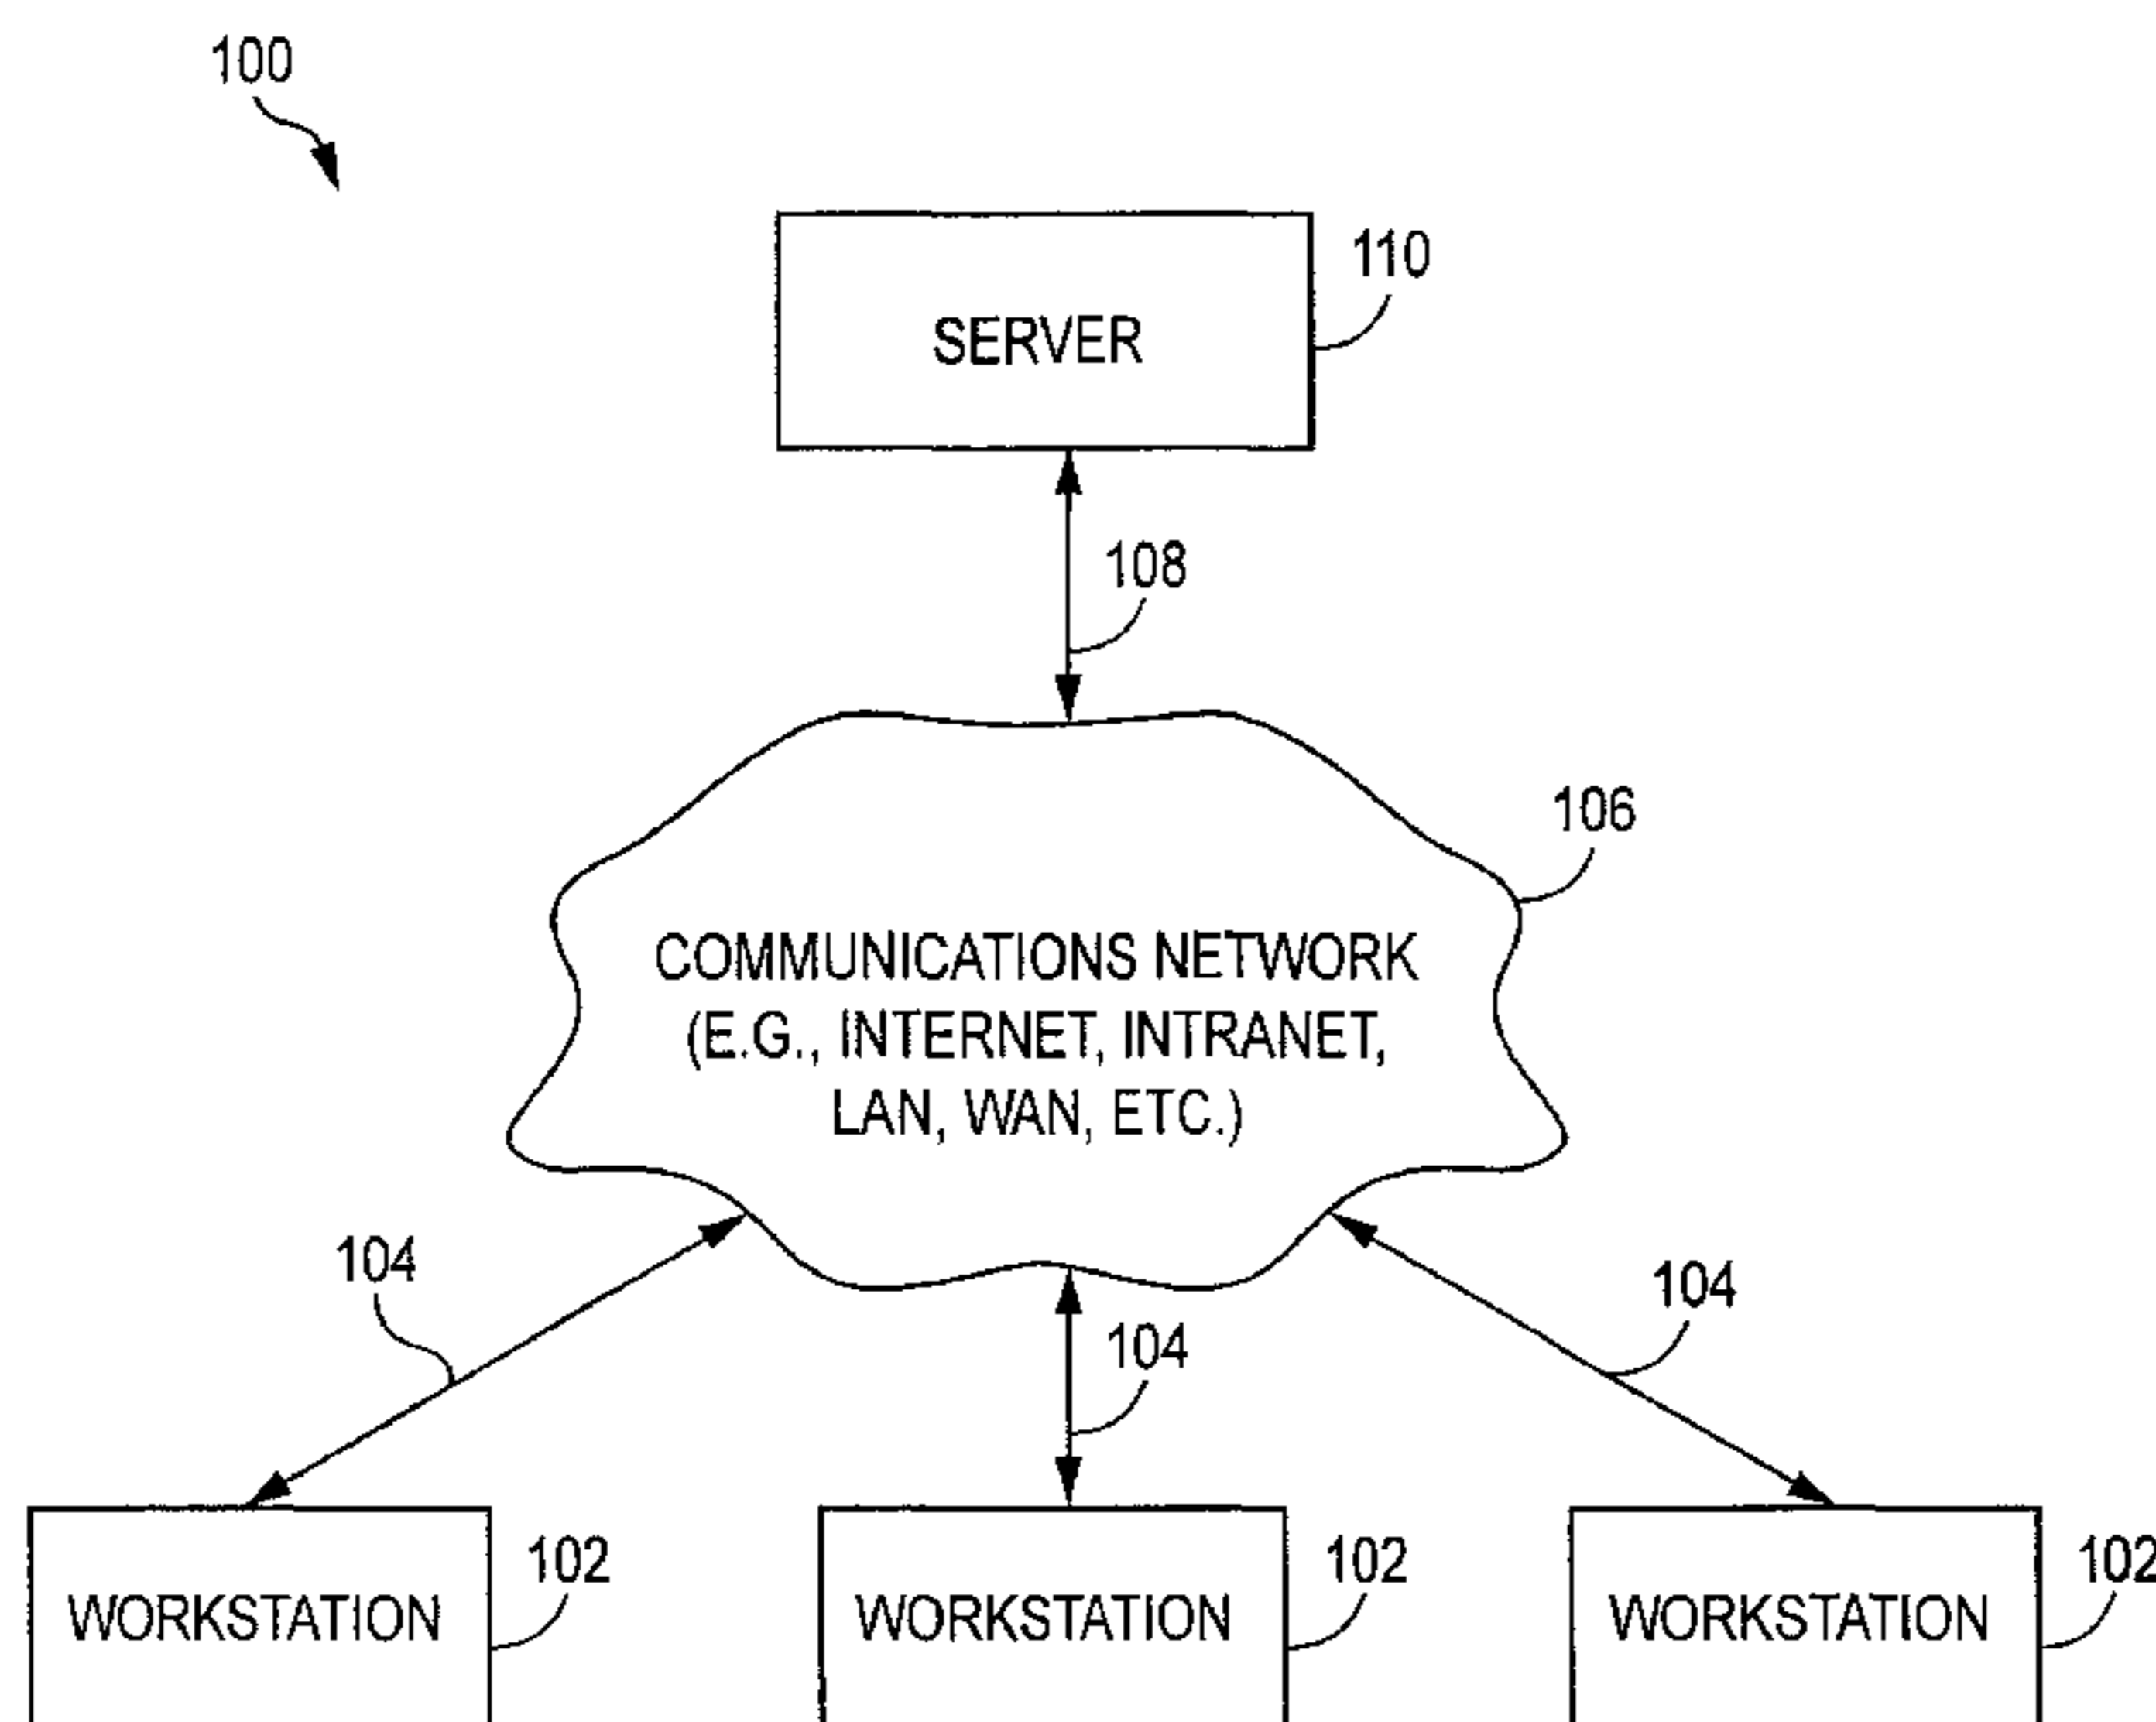 100
110
SERVER
108
106
COMMUNICATIONS NETWORK
(E.G., INTERNET, INTRANET,
LAN, WAN, ETC.)
104
104
104
102
102
102
WORKSTATION
WORKSTATION
WORKSTATION